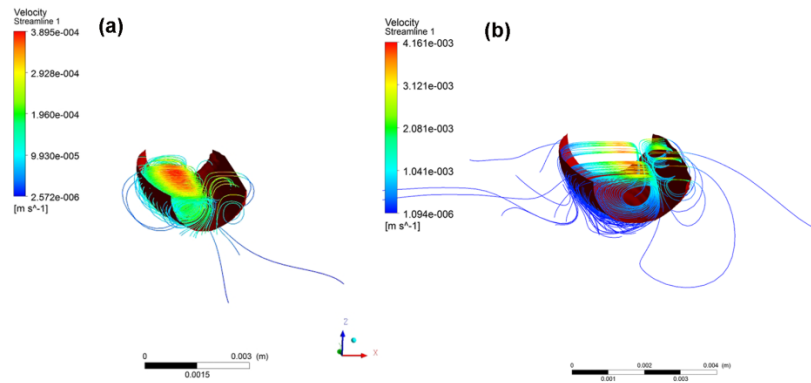 Velocity
Streamline 1
(a)
3.895e-004
2.928e-004
1.960e-004
9.930e-005
2.572e-006
[m s^-1]
0 0.003 (m)
0.0015
Z
X
Velocity
Streamline 1
(b)
4.161e-003
3.121e-003
2.081e-003
1.041e-003
1.094e-006
[m s^-1]
0 0.002 0.004 (m)
0.001 0.003